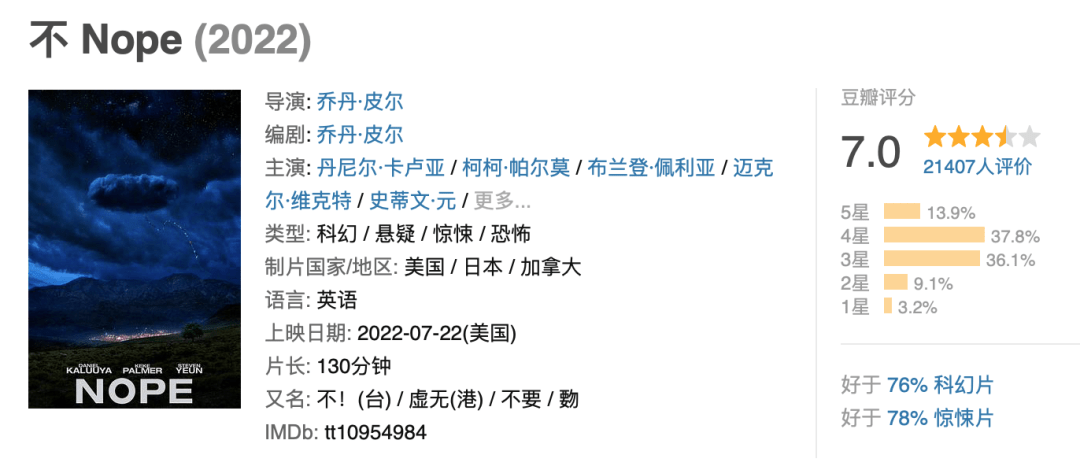 不 Nope (2022)
DANIEL KALUUYA KEKE PALMER STEVEN YEUN
NOPE
导演: 乔丹·皮尔
编剧: 乔丹·皮尔
主演: 丹尼尔·卡卢亚 / 柯柯·帕尔莫 / 布兰登·佩利亚 / 迈克
尔·维克特 / 史蒂文·元 / 更多...
类型: 科幻 / 悬疑 / 惊悚 / 恐怖
制片国家/地区: 美国 / 日本 / 加拿大
语言: 英语
上映日期: 2022-07-22(美国)
片长: 130分钟
又名: 不！(台) / 虚无(港) / 不要 / 覅
IMDb: tt10954984
豆瓣评分
7.0
21407人评价
5星 13.9%
4星 37.8%
3星 36.1%
2星 9.1%
1星 3.2%
好于 76% 科幻片
好于 78% 惊悚片